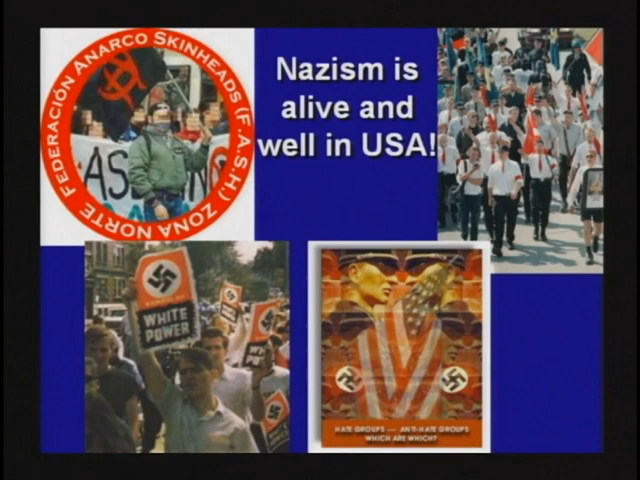 FEDERACIÓN ANARCO SKINHEADS (F.A.S.H.) ZONA NORTE
Nazism is
alive and
well in USA!
WHITE
POWER
HATE GROUPS — ANTI-HATE GROUPS
WHICH ARE WHICH?